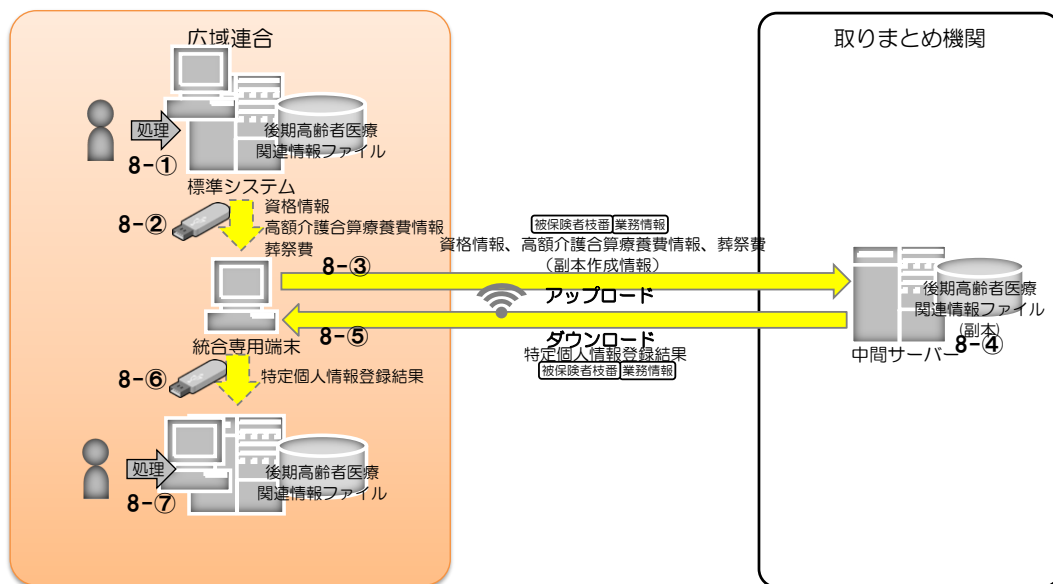 広域連合
取りまとめ機関
処理
8-①
後期高齢者医療
関連情報ファイル
標準システム
8-②
資格情報
高額介護合算療養費情報
葬祭費
8-③
被保険者枝番 業務情報
資格情報、高額介護合算療養費情報、葬祭費
（副本作成情報）
アップロード
後期高齢者医療
関連情報ファイル
(副本)
8-④
中間サーバー
8-⑤
ダウンロード
特定個人情報登録結果
被保険者枝番 業務情報
統合専用端末
8-⑥
特定個人情報登録結果
処理
8-⑦
後期高齢者医療
関連情報ファイル